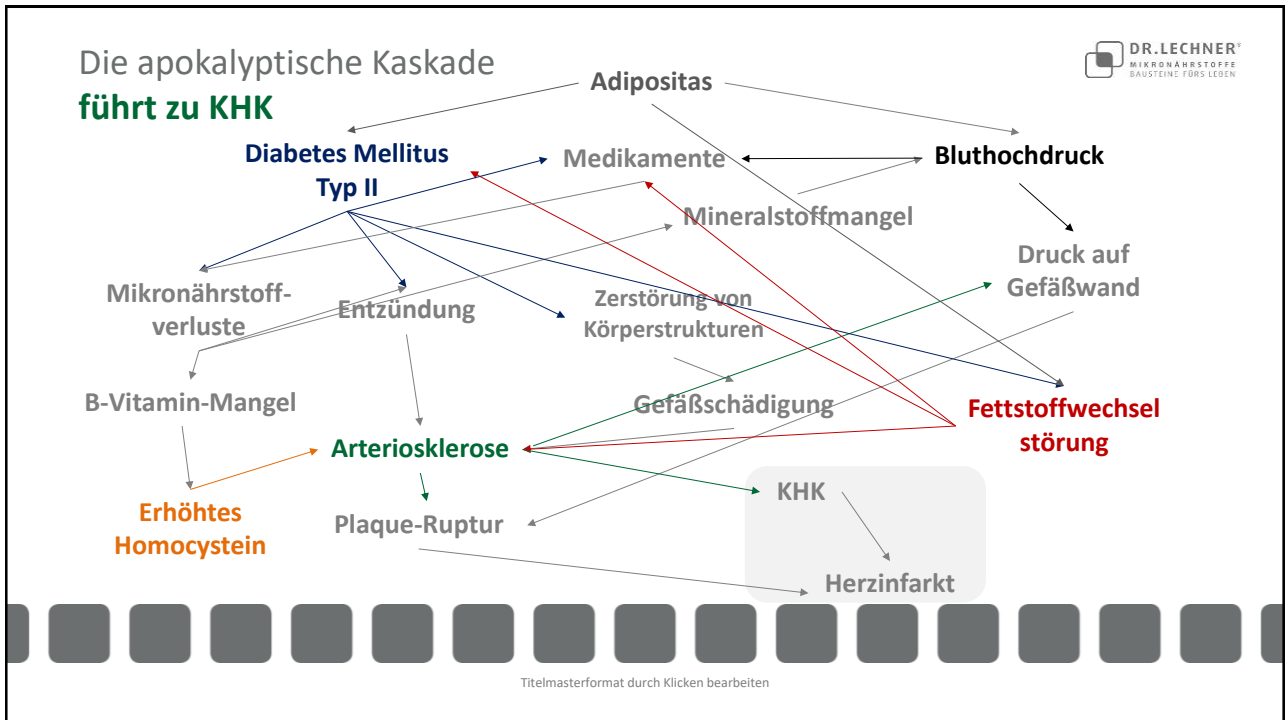 Die apokalyptische Kaskade
führt zu KHK
DR.LECHNER®
MIKRONÄHRSTOFFE
BAUSTEINE FÜRS LEBEN
Adipositas
Diabetes Mellitus
Typ II
Medikamente
Bluthochdruck
Mineralstoffmangel
Druck auf
Gefäßwand
Mikronährstoff-
verluste
Entzündung
Zerstörung von
Körperstrukturen
B-Vitamin-Mangel
Gefäßschädigung
Fettstoffwechsel
störung
Arteriosklerose
KHK
Erhöhtes
Homocystein
Plaque-Ruptur
Herzinfarkt
Titelmasterformat durch Klicken bearbeiten